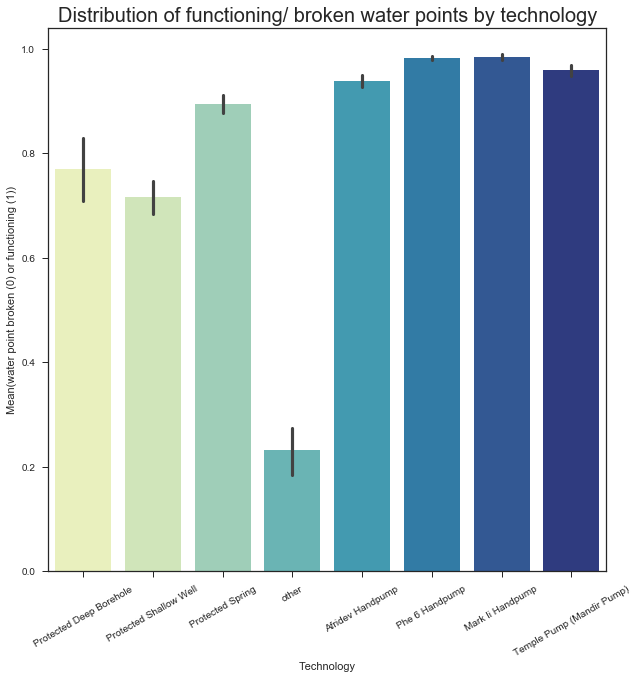 Distribution of functioning/ broken water points by technology
Mean(water point broken (0) or functioning (1))
1.0
0.8
0.6
0.4
0.2
0.0
Protected Deep Borehole
Protected Shallow Well
Protected Spring
other
Afridev Handpump
Phe 6 Handpump
Mark Ii Handpump
Temple Pump (Mandir Pump)
Technology